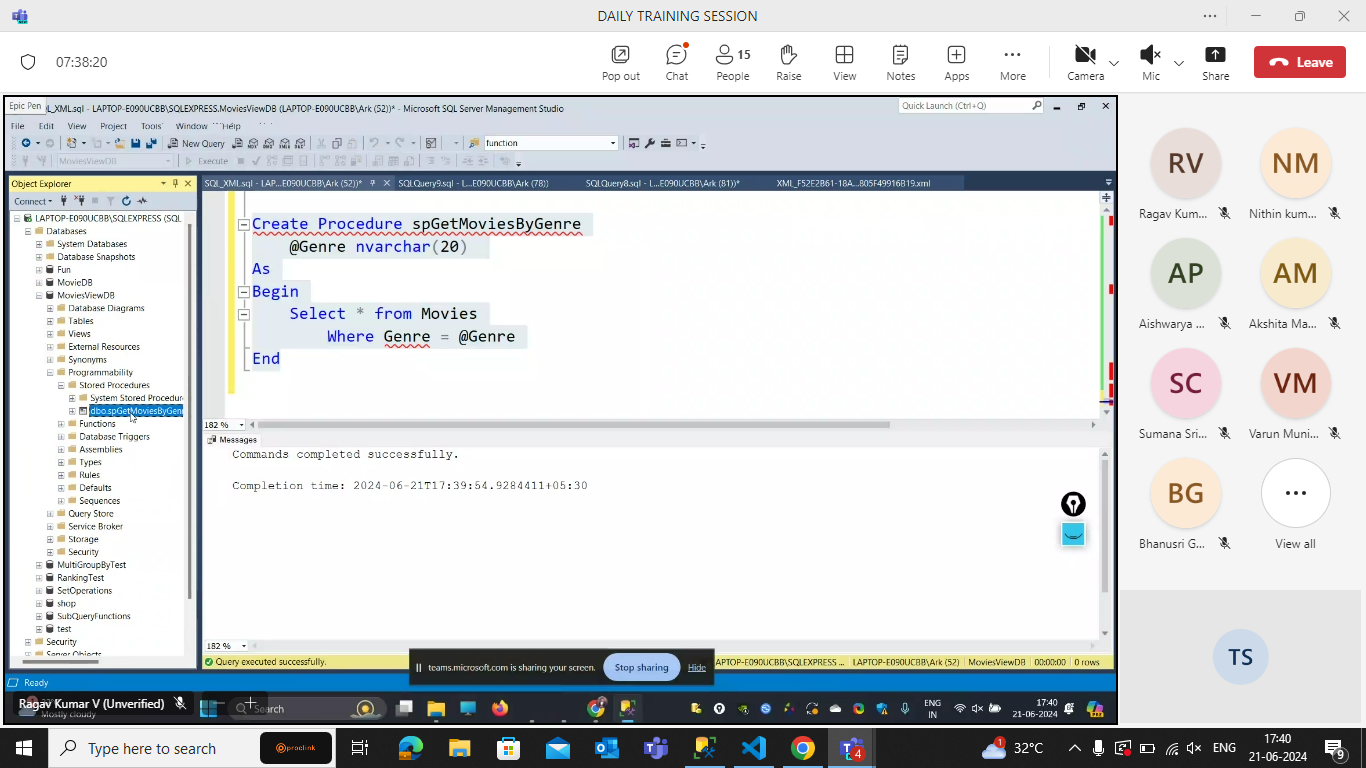 DAILY TRAINING SESSION
07:38:20
Pop out
Chat
15
People
Raise
View
Notes
Apps
More
Camera
Mic
Share
Leave
Epic Pen
L_XML.sql - LAPTOP-E090UCBB\SQLEXPRESS.MoviesViewDB (LAPTOP-E090UCBB\Ark (52))* - Microsoft SQL Server Management Studio
Quick Launch (Ctrl+Q)
File Edit View Project Tools Window Help
New Query
function
MoviesViewDB
Execute
Object Explorer
SQL_XML.sql - LAP...E090UCBB\Ark (52))*
SQLQuery9.sql - L...E090UCBB\Ark (78))
SQLQuery8.sql - L...E090UCBB\Ark (81))*
XML_F52E2B61-18A...805F49916B19.xml
Connect
LAPTOP-E090UCBB\SQLEXPRESS (SQL
Databases
System Databases
Database Snapshots
Fun
MovieDB
MoviesViewDB
Database Diagrams
Tables
Views
External Resources
Synonyms
Programmability
Stored Procedures
System Stored Procedur
dbo.spGetMoviesByGenr
Functions
Database Triggers
Assemblies
Types
Rules
Defaults
Sequences
Query Store
Service Broker
Storage
Security
MultiGroupByTest
RankingTest
SetOperations
shop
SubQueryFunctions
test
Security
Server Objects
Create Procedure spGetMoviesByGenre
@Genre nvarchar(20)
As
Begin
Select * from Movies
Where Genre = @Genre
End
182 %
Messages
Commands completed successfully.
Completion time: 2024-06-21T17:39:54.9284411+05:30
182 %
Query executed successfully.
APTOP-E090UCBB\SQLEXPRESS ...
LAPTOP-E090UCBB\Ark (52)
MoviesViewDB
00:00:00
0 rows
teams.microsoft.com is sharing your screen.
Stop sharing
Hide
Ready
Ragav Kumar V (Unverified)
Mostly cloudy
Search
ENG
IN
17:40
21-06-2024
RV
Ragav Kum...
NM
Nithin kum...
AP
Aishwarya ...
AM
Akshita Ma...
SC
Sumana Sri...
VM
Varun Muni...
BG
Bhanusri G...
View all
TS
Type here to search
proclink
4
1
32°C
ENG
17:40
21-06-2024
9